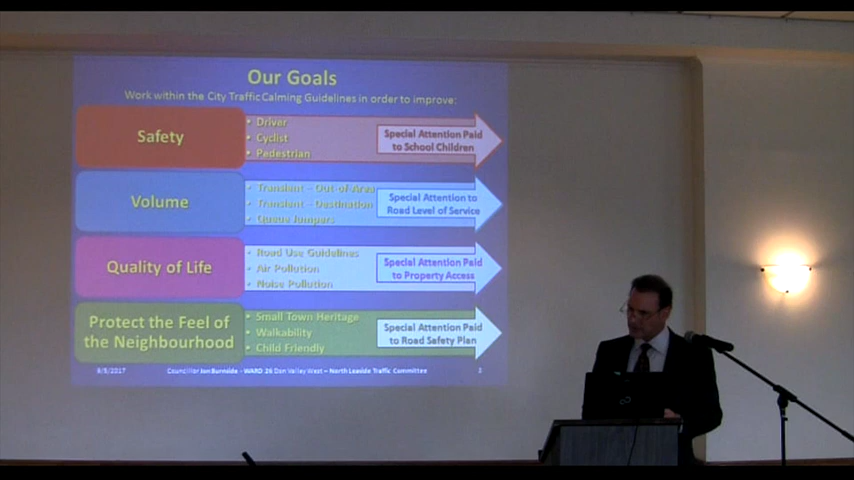 Our Goals
Work within the City Traffic Calming Guidelines in order to improve:
Safety
• Driver
• Cyclist
• Pedestrian
Special Attention Paid
to School Children
Volume
• Transient - Out of Area
• Transient - Destination
• Queue Jumpers
Special Attention to
Road Level of Service
Quality of Life
• Road Use Guidelines
• Air Pollution
• Noise Pollution
Special Attention Paid
to Property Access
Protect the Feel of
the Neighbourhood
• Small Town Heritage
• Walkability
• Child Friendly
Special Attention Paid
to Road Safety Plan
Councillor Jon Burnside - WARD 26 Don Valley West - North Leaside Traffic Committee
2